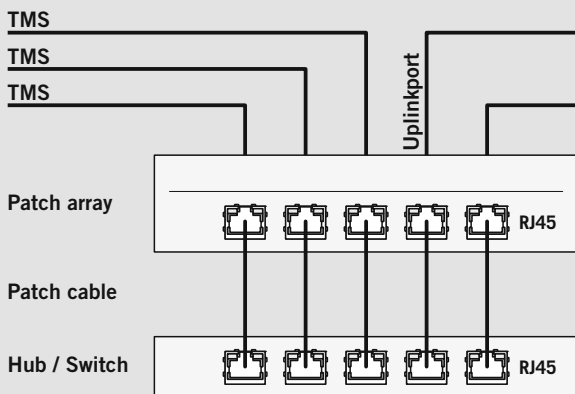 TMS
TMS
TMS
Uplinkport
Patch array
RJ45
Patch cable
Hub / Switch
RJ45